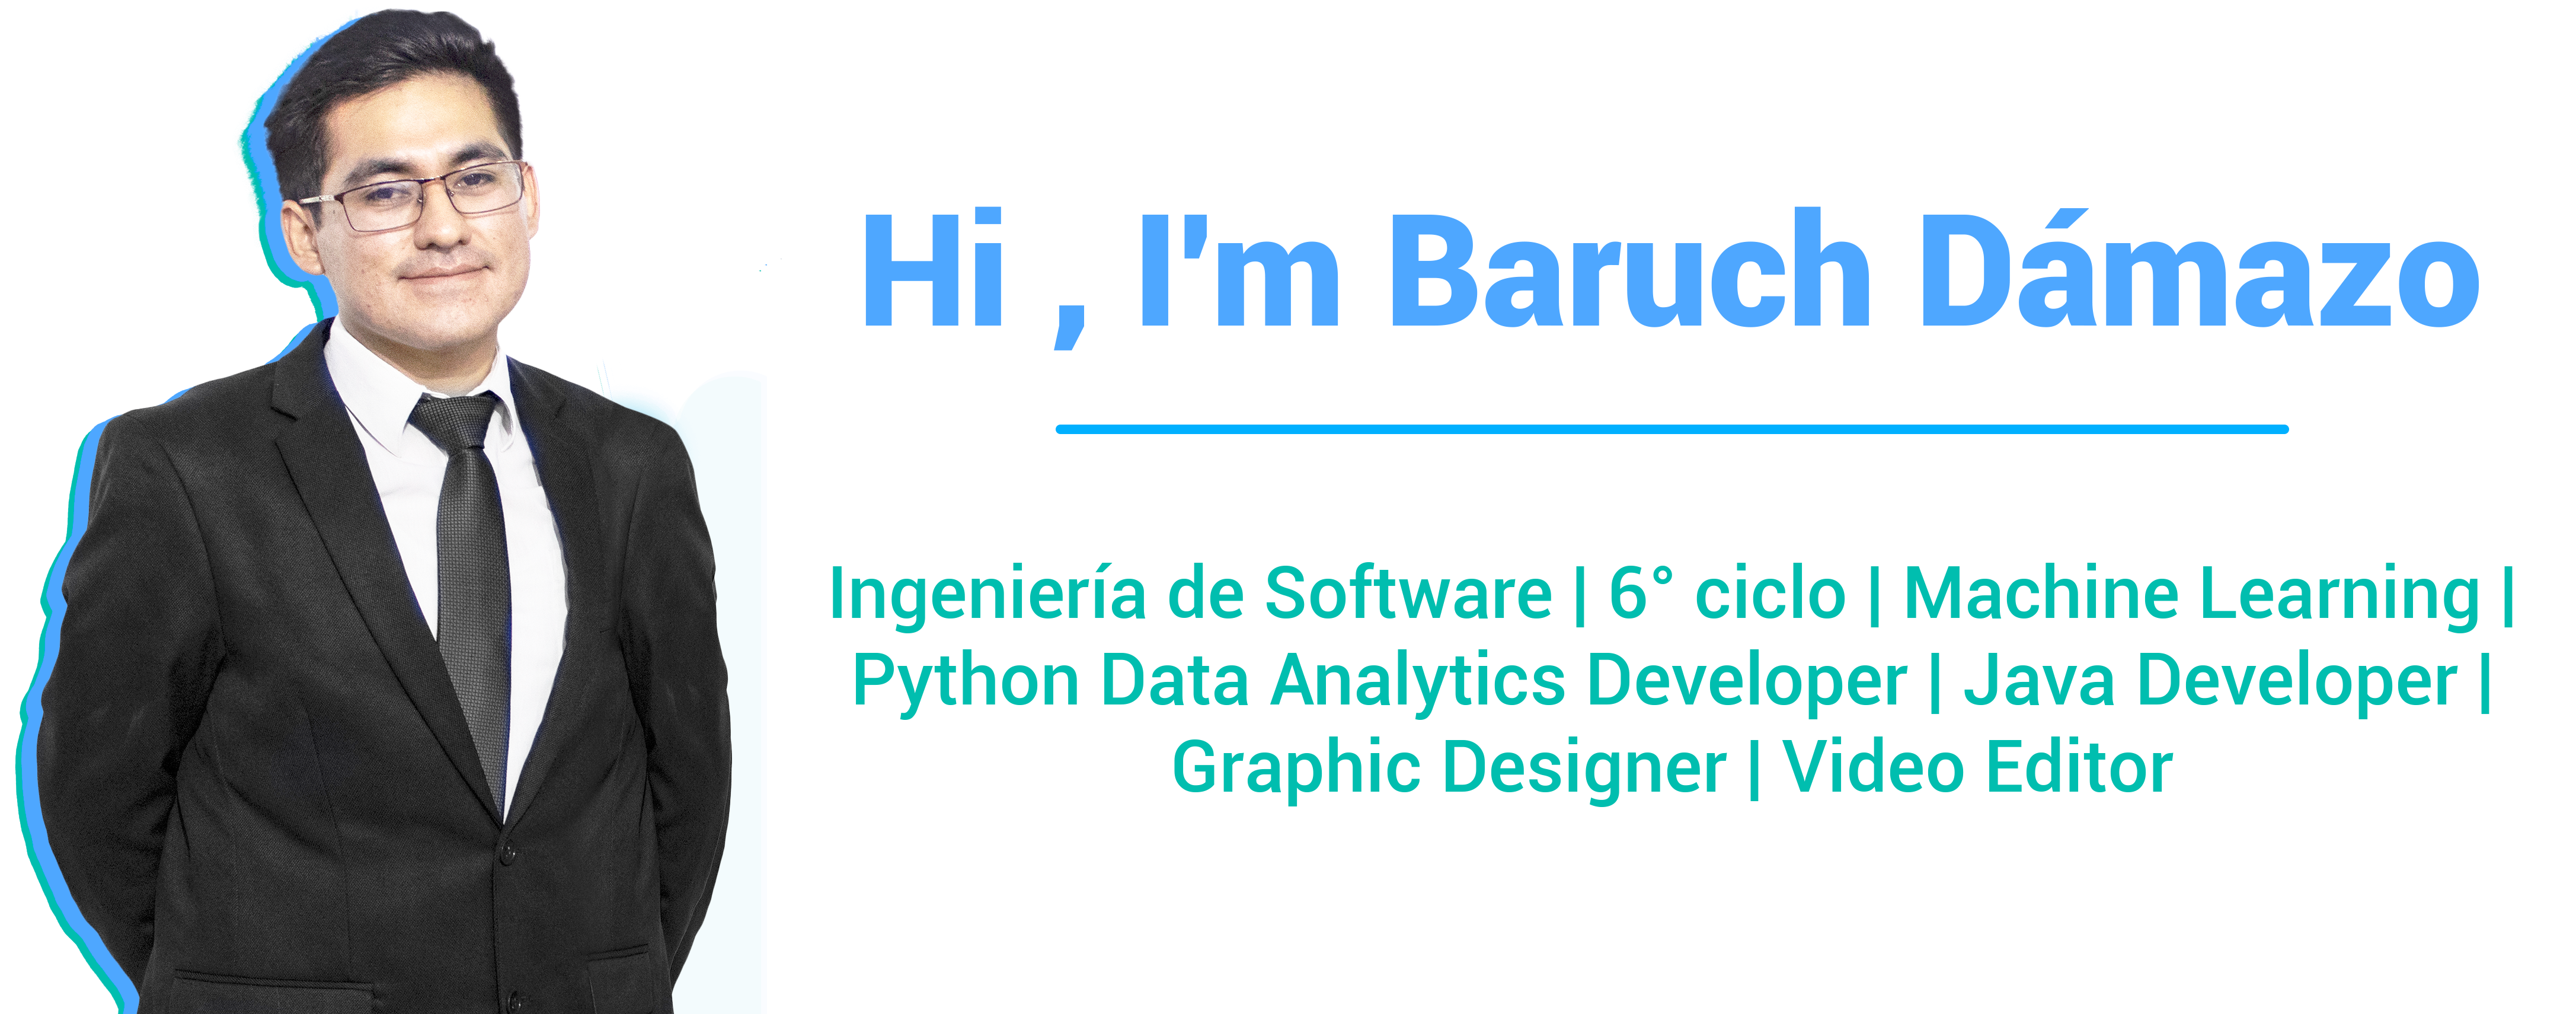 Hi , I'm Baruch Dámazo
Ingeniería de Software | 6° ciclo | Machine Learning |
Python Data Analytics Developer | Java Developer |
Graphic Designer | Video Editor